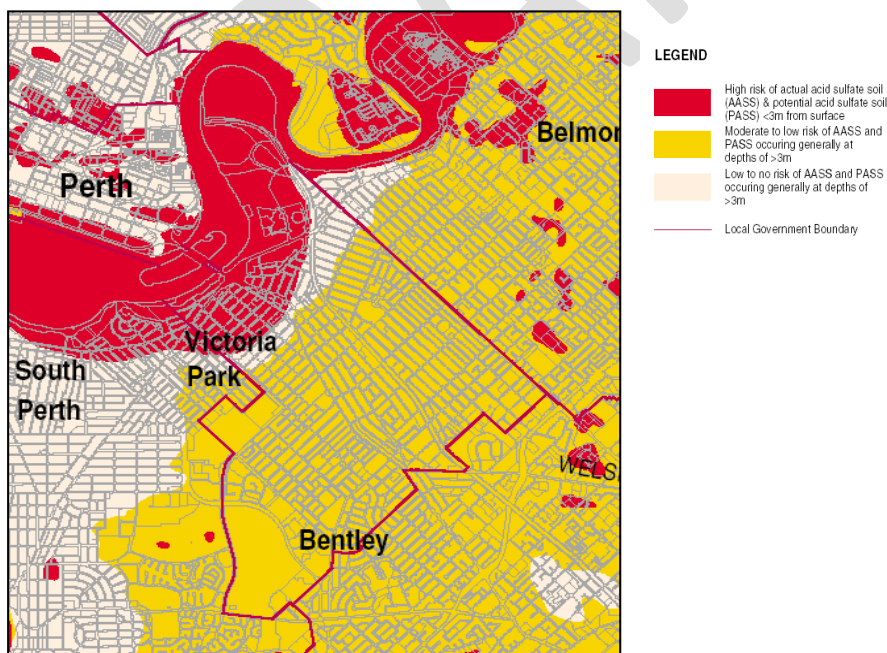 LEGEND
High risk of actual acid sulfate soil
(AASS) & potential acid sulfate soil
(PASS) <3m from surface
Moderate to low risk of AASS and
PASS occuring generally at
depths of >3m
Low to no risk of AASS and PASS
occuring generally at depths of
>3m
Local Government Boundary
Belmor
Perth
Victoria
Park
South
Perth
WELS
Bentley